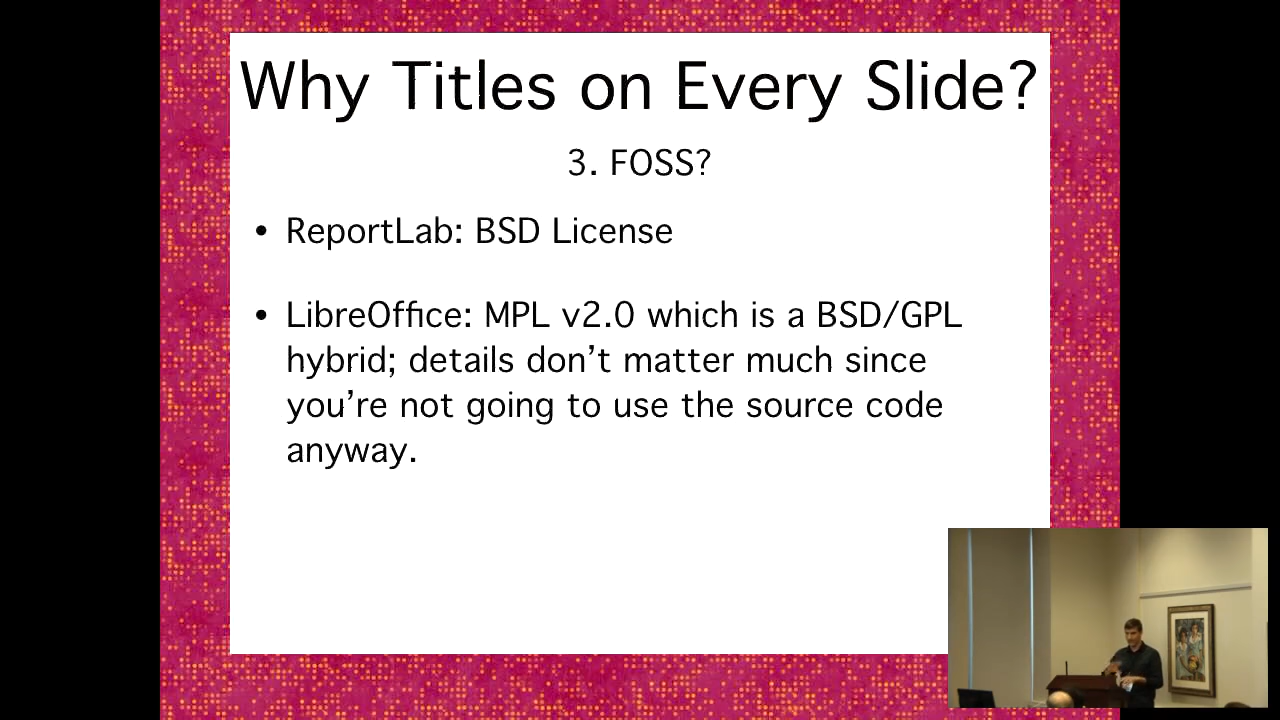 Why Titles on Every Slide?
3. FOSS?
• ReportLab: BSD License
• LibreOffice: MPL v2.0 which is a BSD/GPL
hybrid; details don’t matter much since
you’re not going to use the source code
anyway.